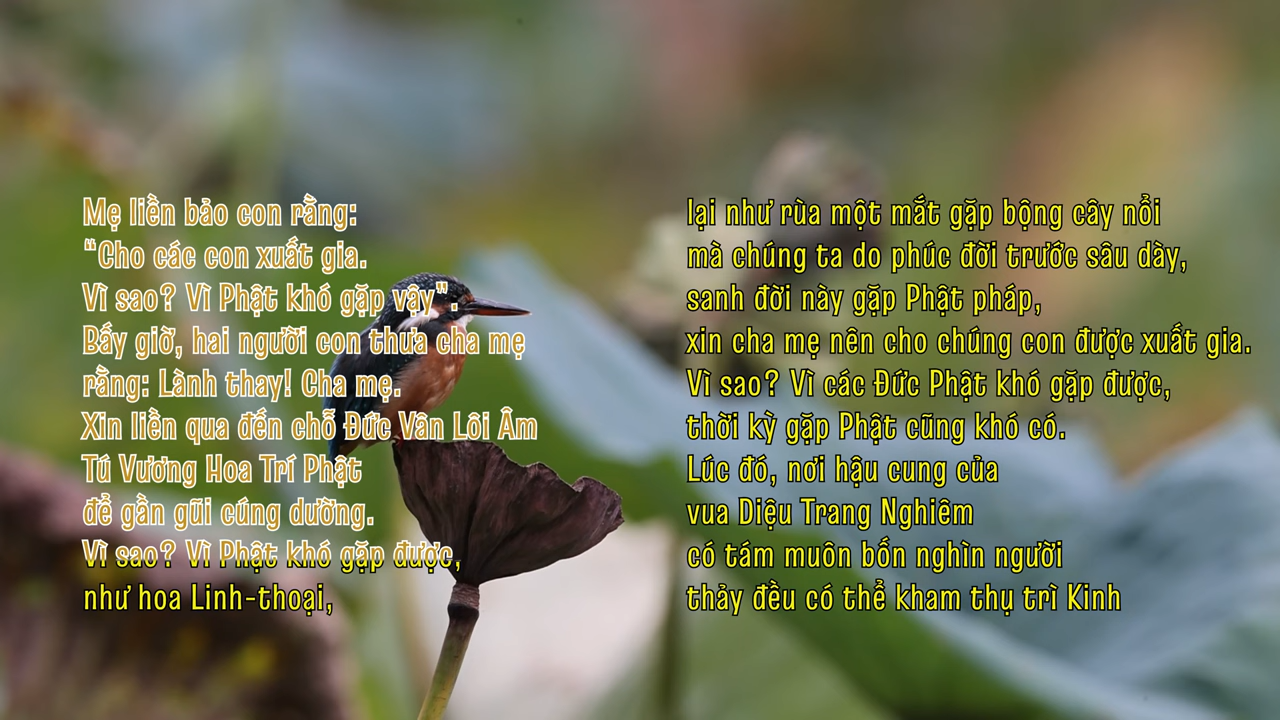 Mẹ liền bảo con rằng:
“Cho các con xuất gia.
Vì sao? Vì Phật khó gặp vậy”.
Bấy giờ, hai người con thưa cha mẹ
rằng: Lành thay! Cha mẹ.
Xin liền qua đến chỗ Đức Vân Lôi Âm
Tú Vương Hoa Trí Phật
để gần gũi cúng dường.
Vì sao? Vì Phật khó gặp được,
như hoa Linh-thoại,
lại như rùa một mắt gặp bộng cây nổi
mà chúng ta do phúc đời trước sâu dày,
sanh đời này gặp Phật pháp,
xin cha mẹ nên cho chúng con được xuất gia.
Vì sao? Vì các Đức Phật khó gặp được,
thời kỳ gặp Phật cũng khó có.
Lúc đó, nơi hậu cung của
vua Diệu Trang Nghiêm
có tám muôn bốn nghìn người
thảy đều có thể kham thụ trì Kinh